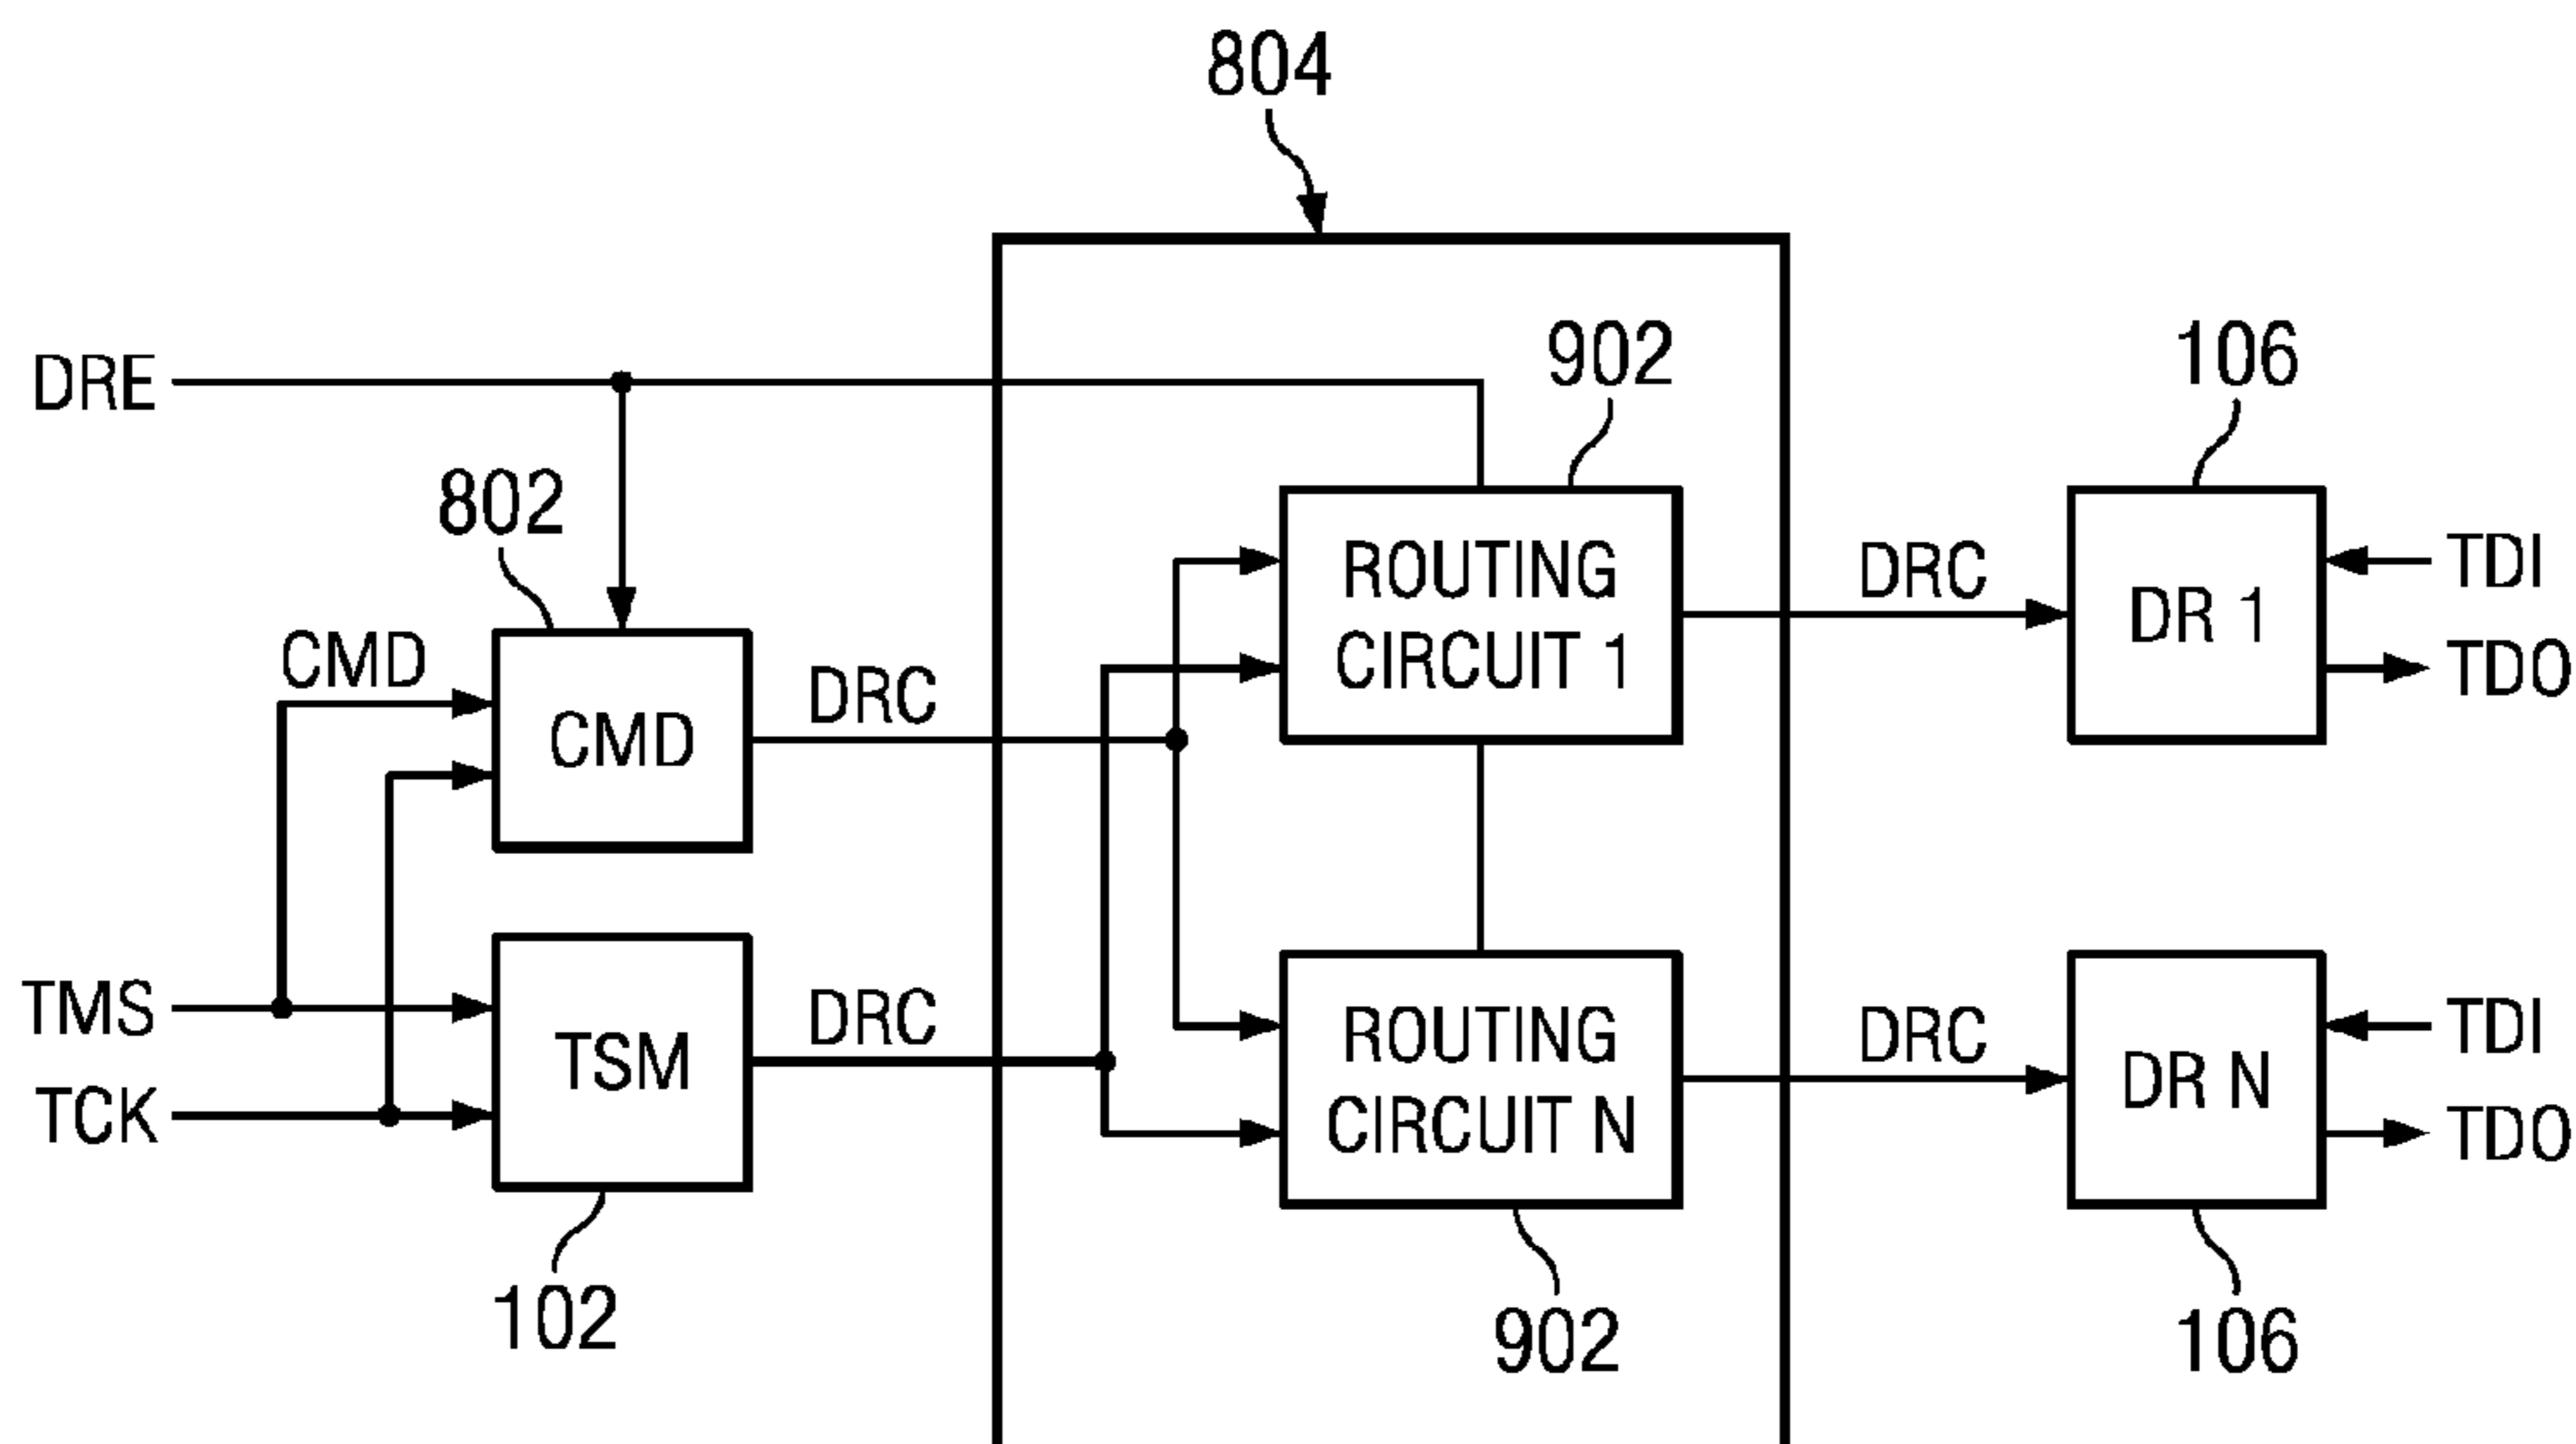 804
DRE
902
106
802
CMD
CMD
DRC
ROUTING
CIRCUIT 1
DRC
DR 1
TDI
TDO
TMS
TCK
TSM
DRC
ROUTING
CIRCUIT N
DRC
DR N
TDI
TDO
102
902
106